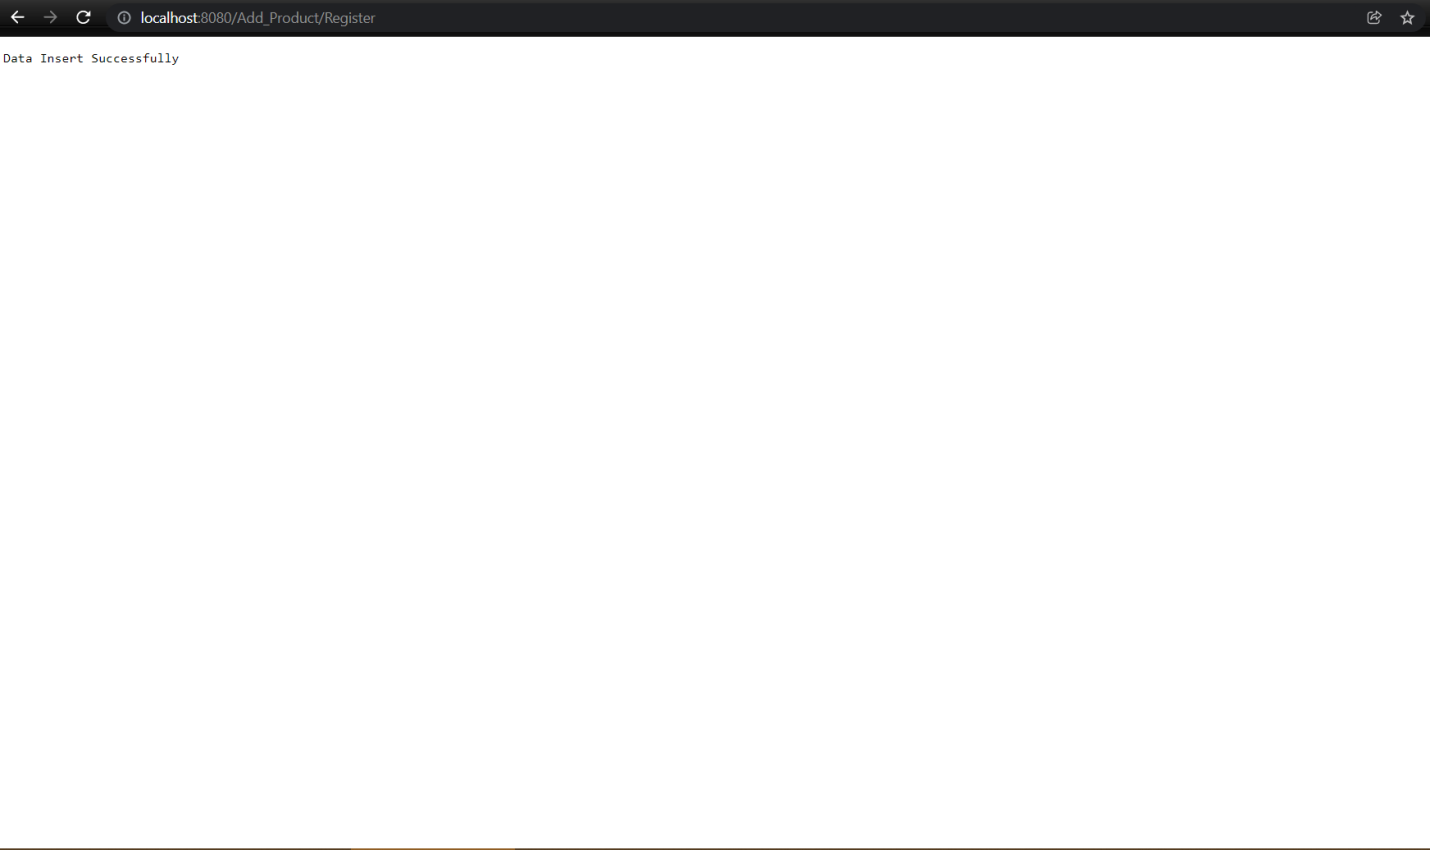 localhost:8080/Add_Product/Register
Data Insert Successfully